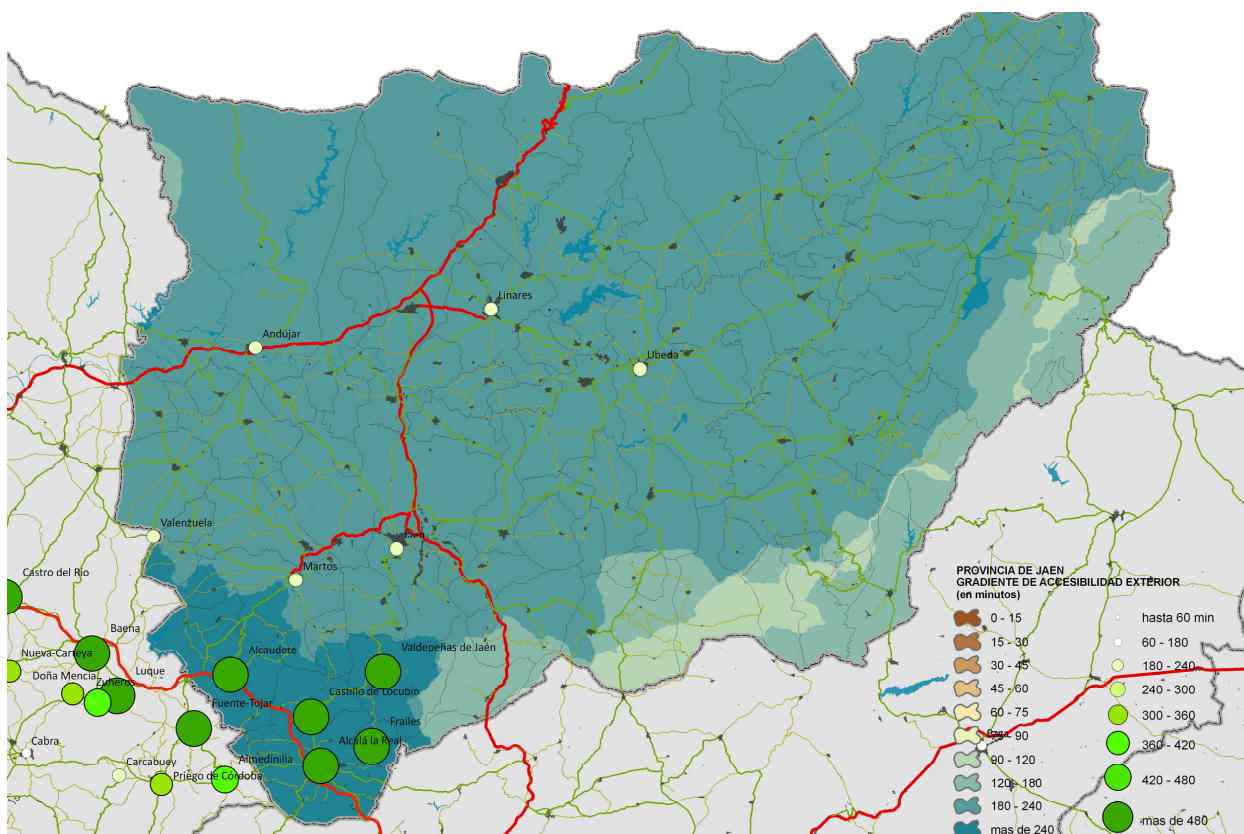 Linares
Andújar
Ubeda
Valenzuela
Jaén
Martos
Castro del Río
Baena
Nueva-Carteya
Doña Mencía
Luque
Zuheros
Alcaudete
Valdepeñas de Jaén
Castillo de Locubín
Fuente-Tojar
Frailes
Alcalá la Real
Almedinilla
Cabra
Carcabuey
Priego de Córdoba
PROVINCIA DE JAEN
GRADIENTE DE ACCESIBILIDAD EXTERIOR
(en minutos)
0 - 15
hasta 60 min
15 - 30
60 - 180
30 - 45
180 - 240
45 - 60
240 - 300
60 - 75
300 - 360
75 - 90
Baza
360 - 420
90 - 120
120 - 180
420 - 480
180 - 240
mas de 240
mas de 480